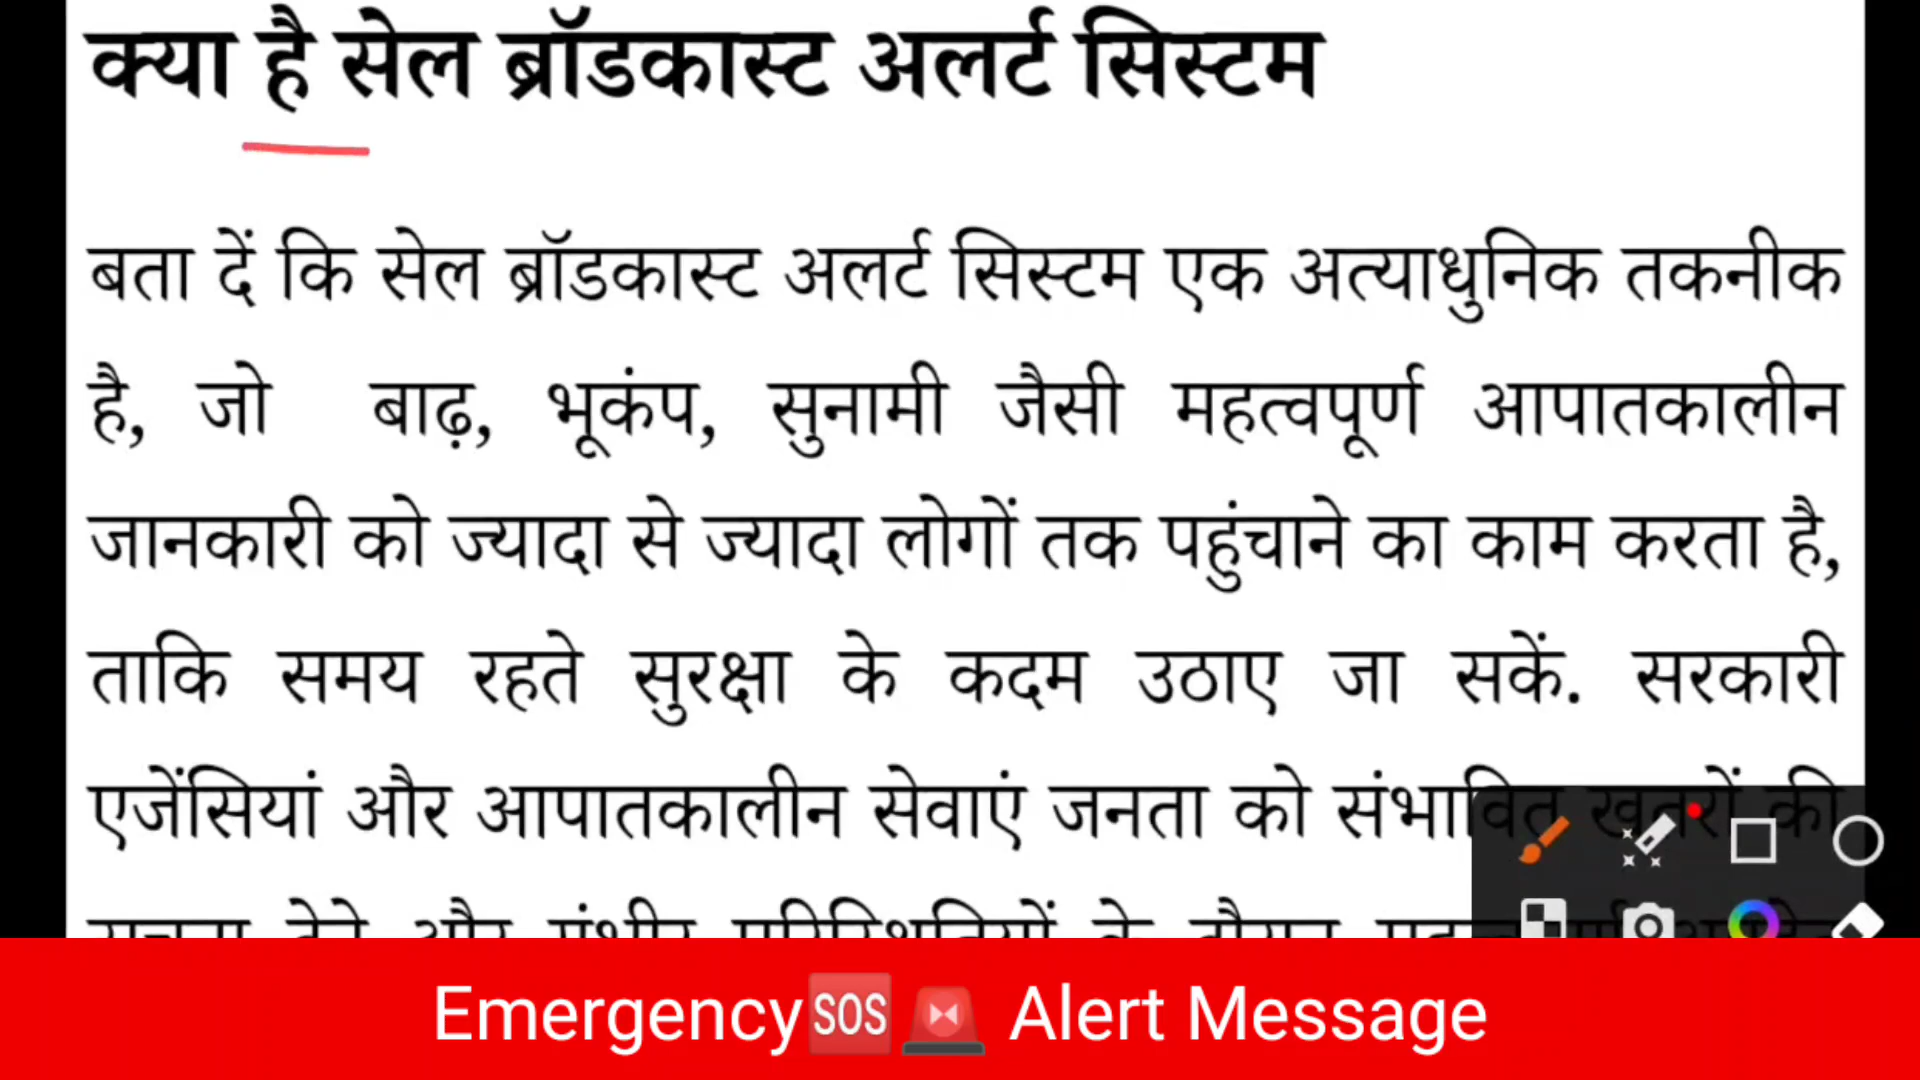 क्या है सेल ब्रॉडकास्ट अलर्ट सिस्टम
बता दें कि सेल ब्रॉडकास्ट अलर्ट सिस्टम एक अत्याधुनिक तकनीक
है, जो बाढ़, भूकंप, सुनामी जैसी महत्वपूर्ण आपातकालीन
जानकारी को ज्यादा से ज्यादा लोगों तक पहुंचाने का काम करता है,
ताकि समय रहते सुरक्षा के कदम उठाए जा सकें. सरकारी
एजेंसियां और आपातकालीन सेवाएं जनता को संभावित खतरों की
Emergency🆘🚨 Alert Message